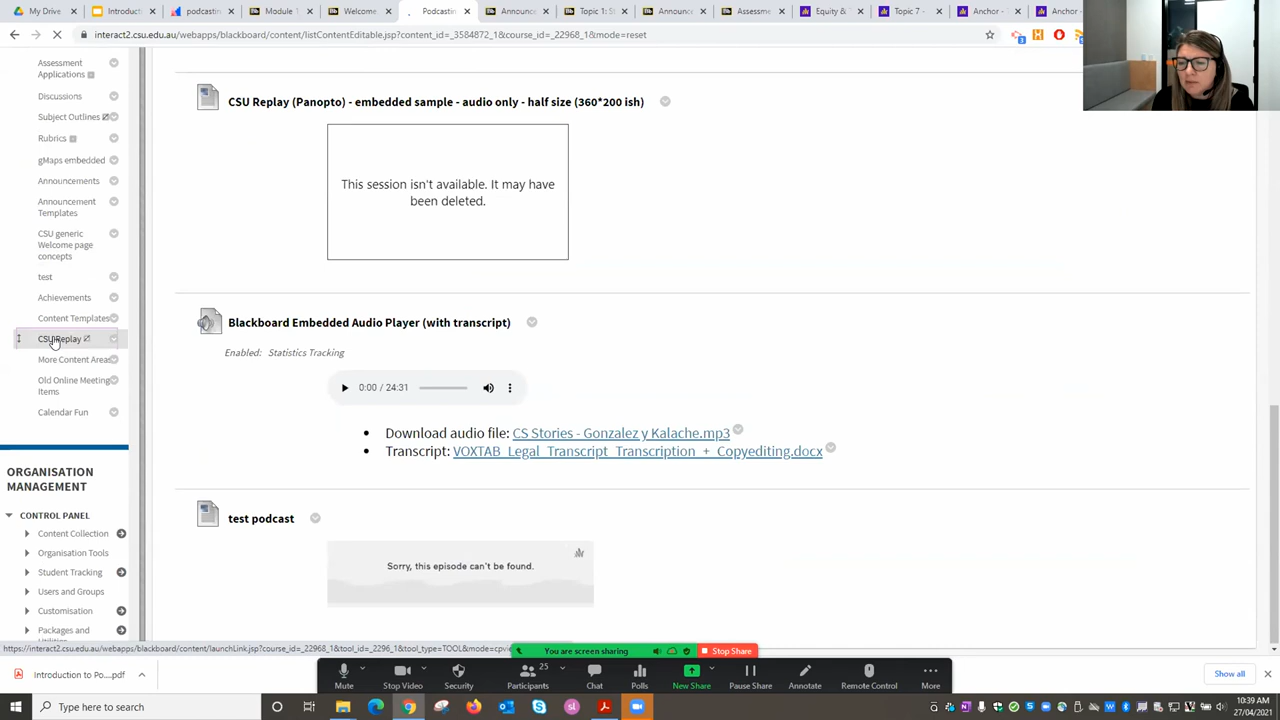 My Drive
Introduct
podcastin
Module 1
Welcome
Podcastin
Announc
Topic 1: S
Announc
Assessme
Equity &
Topic 7 -
Anchor -
Anchor -
interact2.csu.edu.au/webapps/blackboard/content/listContentEditable.jsp?content_id=_3584872_1&course_id=_22968_1&mode=reset
Assessment
Applications
Discussions
Subject Outlines
Rubrics
gMaps embedded
Announcements
Announcement
Templates
CSU generic
Welcome page
concepts
test
Achievements
Content Templates
CSU Replay
More Content Areas
Old Online Meeting
Items
Calendar Fun
ORGANISATION
MANAGEMENT
CONTROL PANEL
Content Collection
Organisation Tools
Student Tracking
Users and Groups
Customisation
Packages and
Utilities
CSU Replay (Panopto) - embedded sample - audio only - half size (360*200 ish)
This session isn't available. It may have
been deleted.
Blackboard Embedded Audio Player (with transcript)
Enabled: Statistics Tracking
0:00 / 24:31
• Download audio file: CS Stories - Gonzalez y Kalache.mp3
• Transcript: VOXTAB_Legal_Transcript_Transcription_+_Copyediting.docx
test podcast
Sorry, this episode can't be found.
https://interact2.csu.edu.au/webapps/blackboard/content/launchLink.jsp?course_id=_22968_1&tool_id=_2296_1&tool_type=TOOL&mode=cpvie
You are screen sharing
Stop Share
Mute
Stop Video
Security
25
Participants
Chat
Polls
New Share
Pause Share
Annotate
Remote Control
More
Introduction to Po....pdf
Show all
Type here to search
10:39 AM
27/04/2021